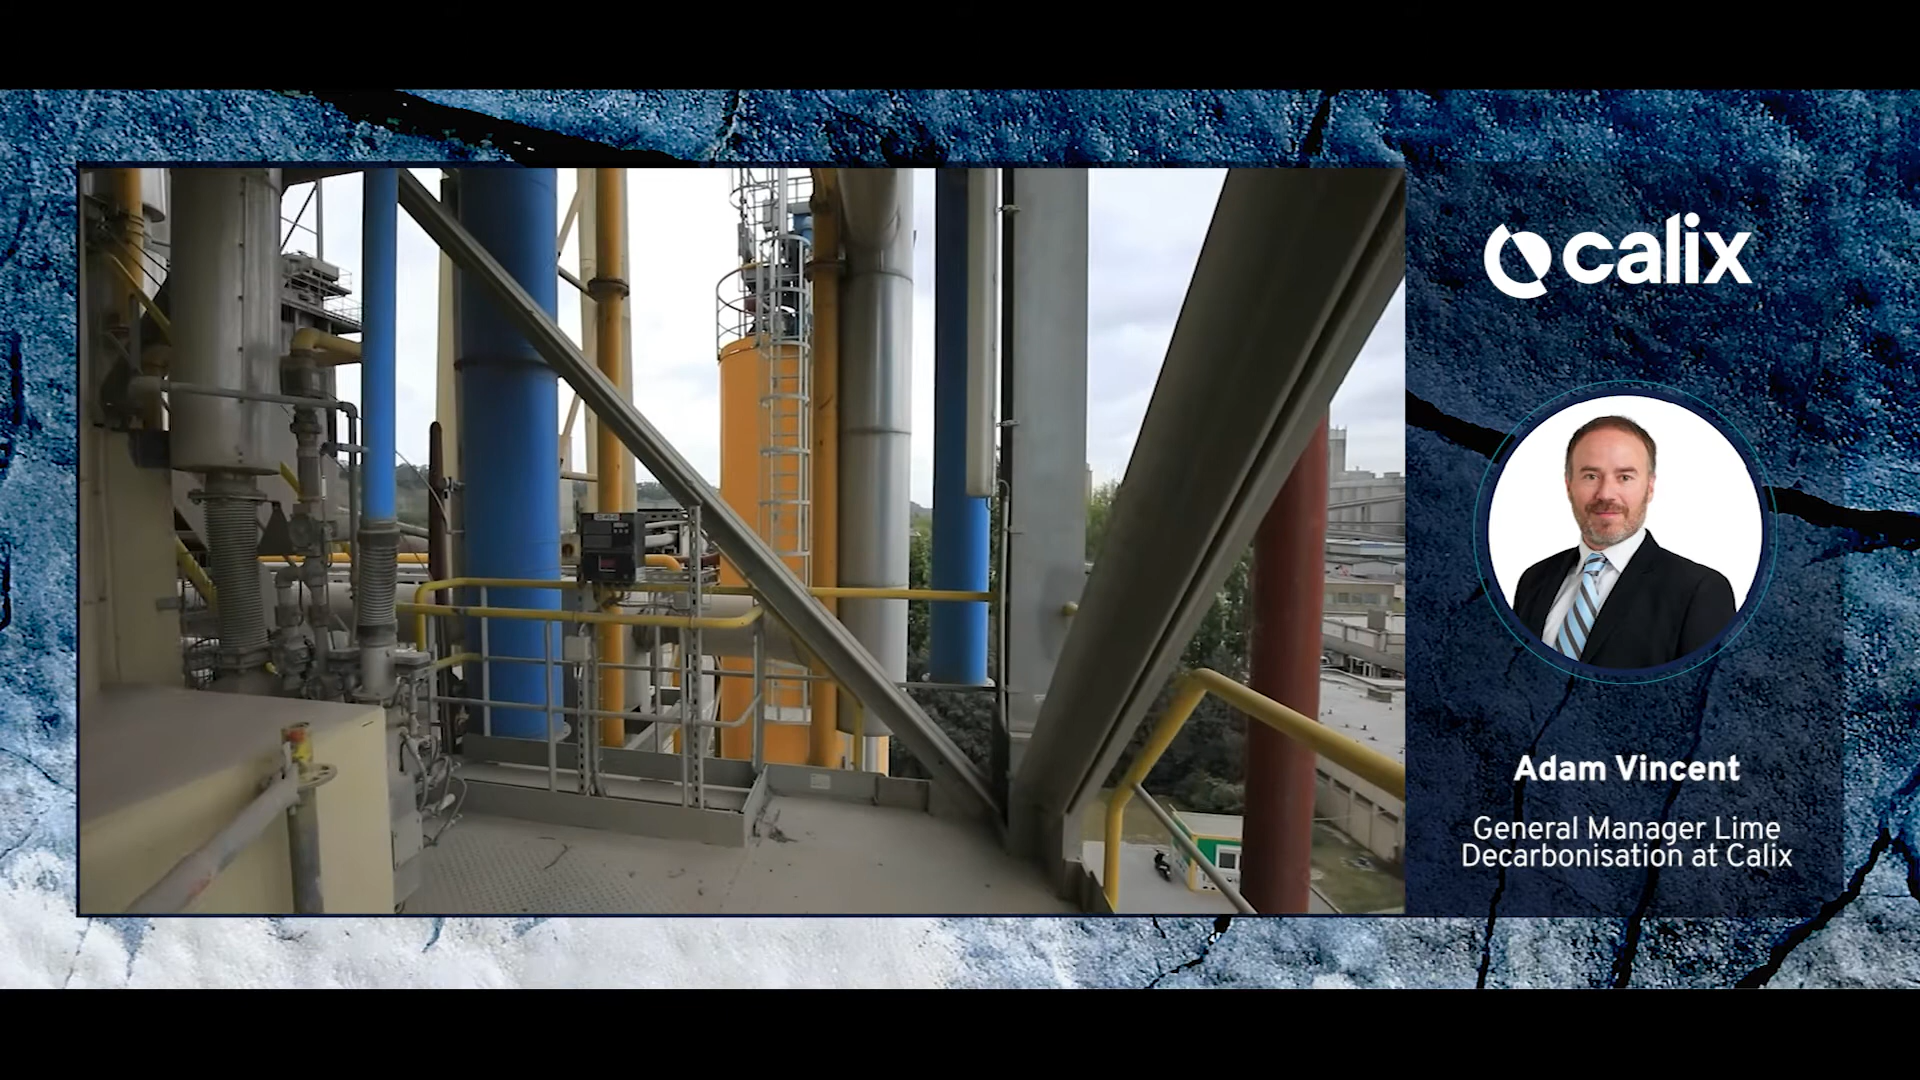 calix
Adam Vincent
General Manager Lime
Decarbonisation at Calix